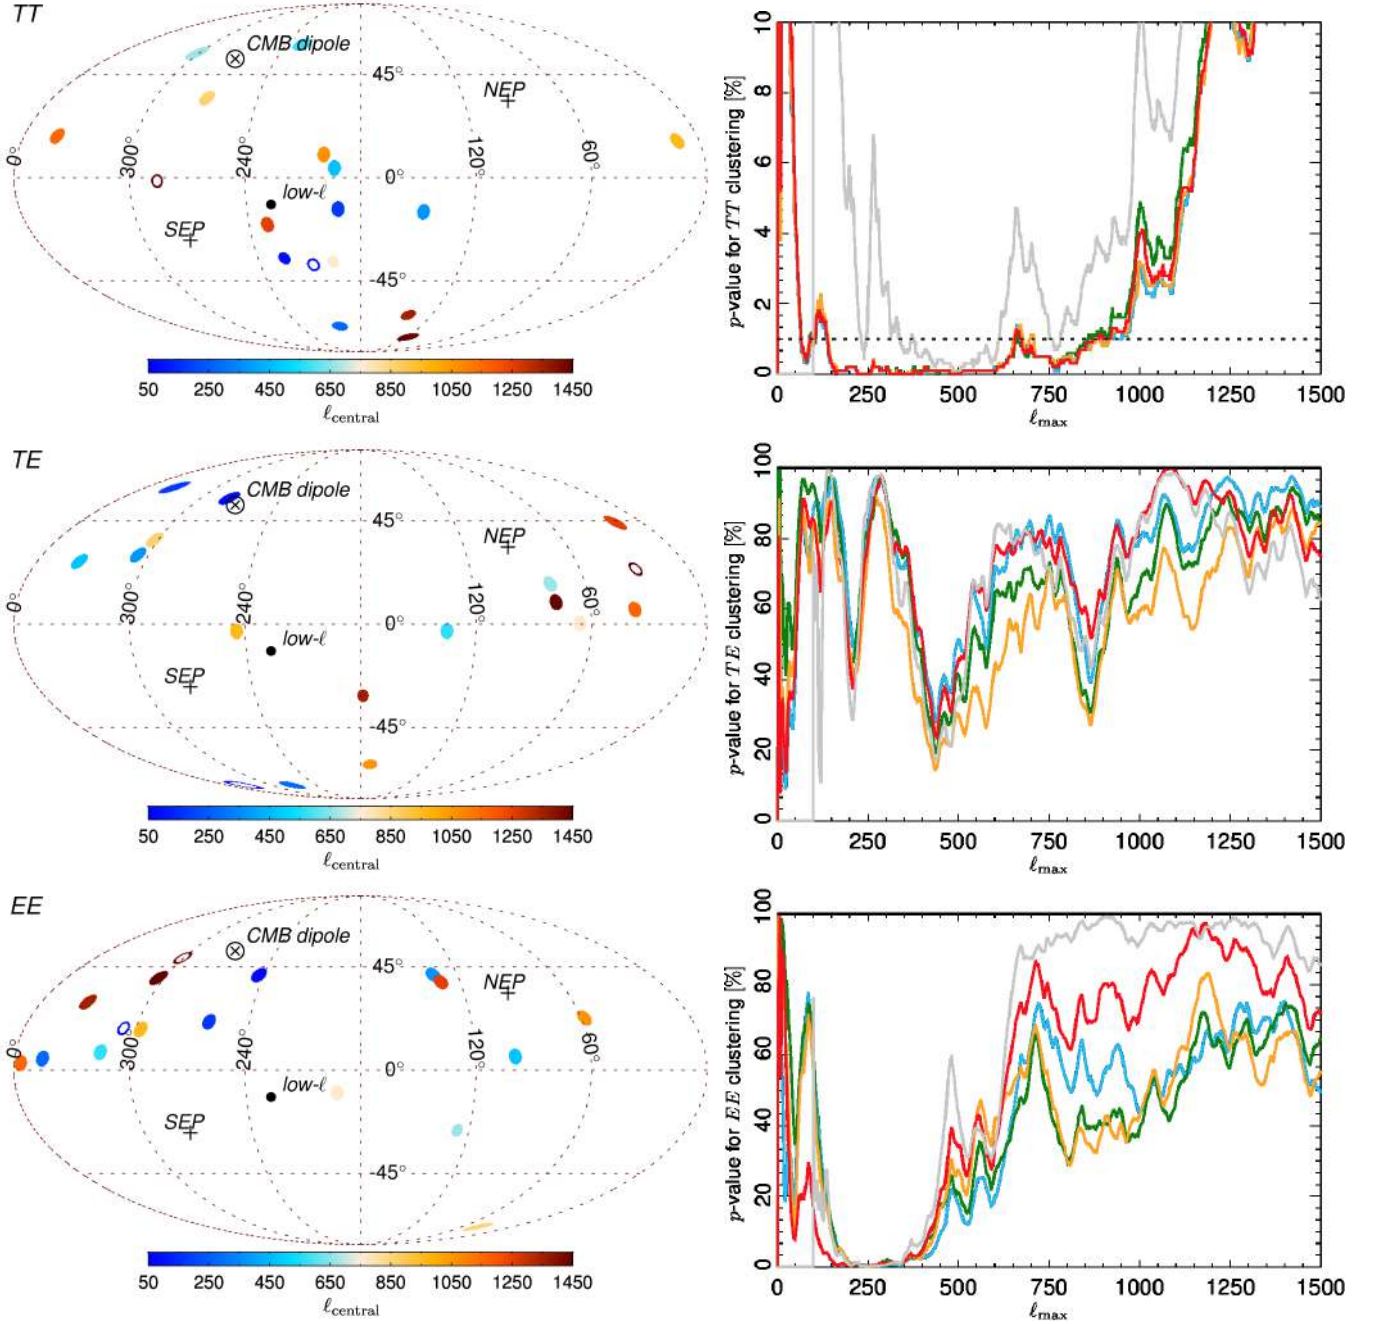 TT
CMB dipole
45°
NEP
0°
300°
240°
120°
60°
0°
low-ℓ
SEP
-45°
50 250 450 650 850 1050 1250 1450
ℓcentral
p-value for TT clustering [%]
10
8
6
4
2
0
0 250 500 750 1000 1250 1500
ℓmax
TE
CMB dipole
45°
NEP
0°
300°
240°
120°
60°
0°
low-ℓ
SEP
-45°
50 250 450 650 850 1050 1250 1450
ℓcentral
p-value for TE clustering [%]
100
80
60
40
20
0
0 250 500 750 1000 1250 1500
ℓmax
EE
CMB dipole
45°
NEP
0°
300°
240°
120°
60°
0°
low-ℓ
SEP
-45°
50 250 450 650 850 1050 1250 1450
ℓcentral
p-value for EE clustering [%]
100
80
60
40
20
0
0 250 500 750 1000 1250 1500
ℓmax